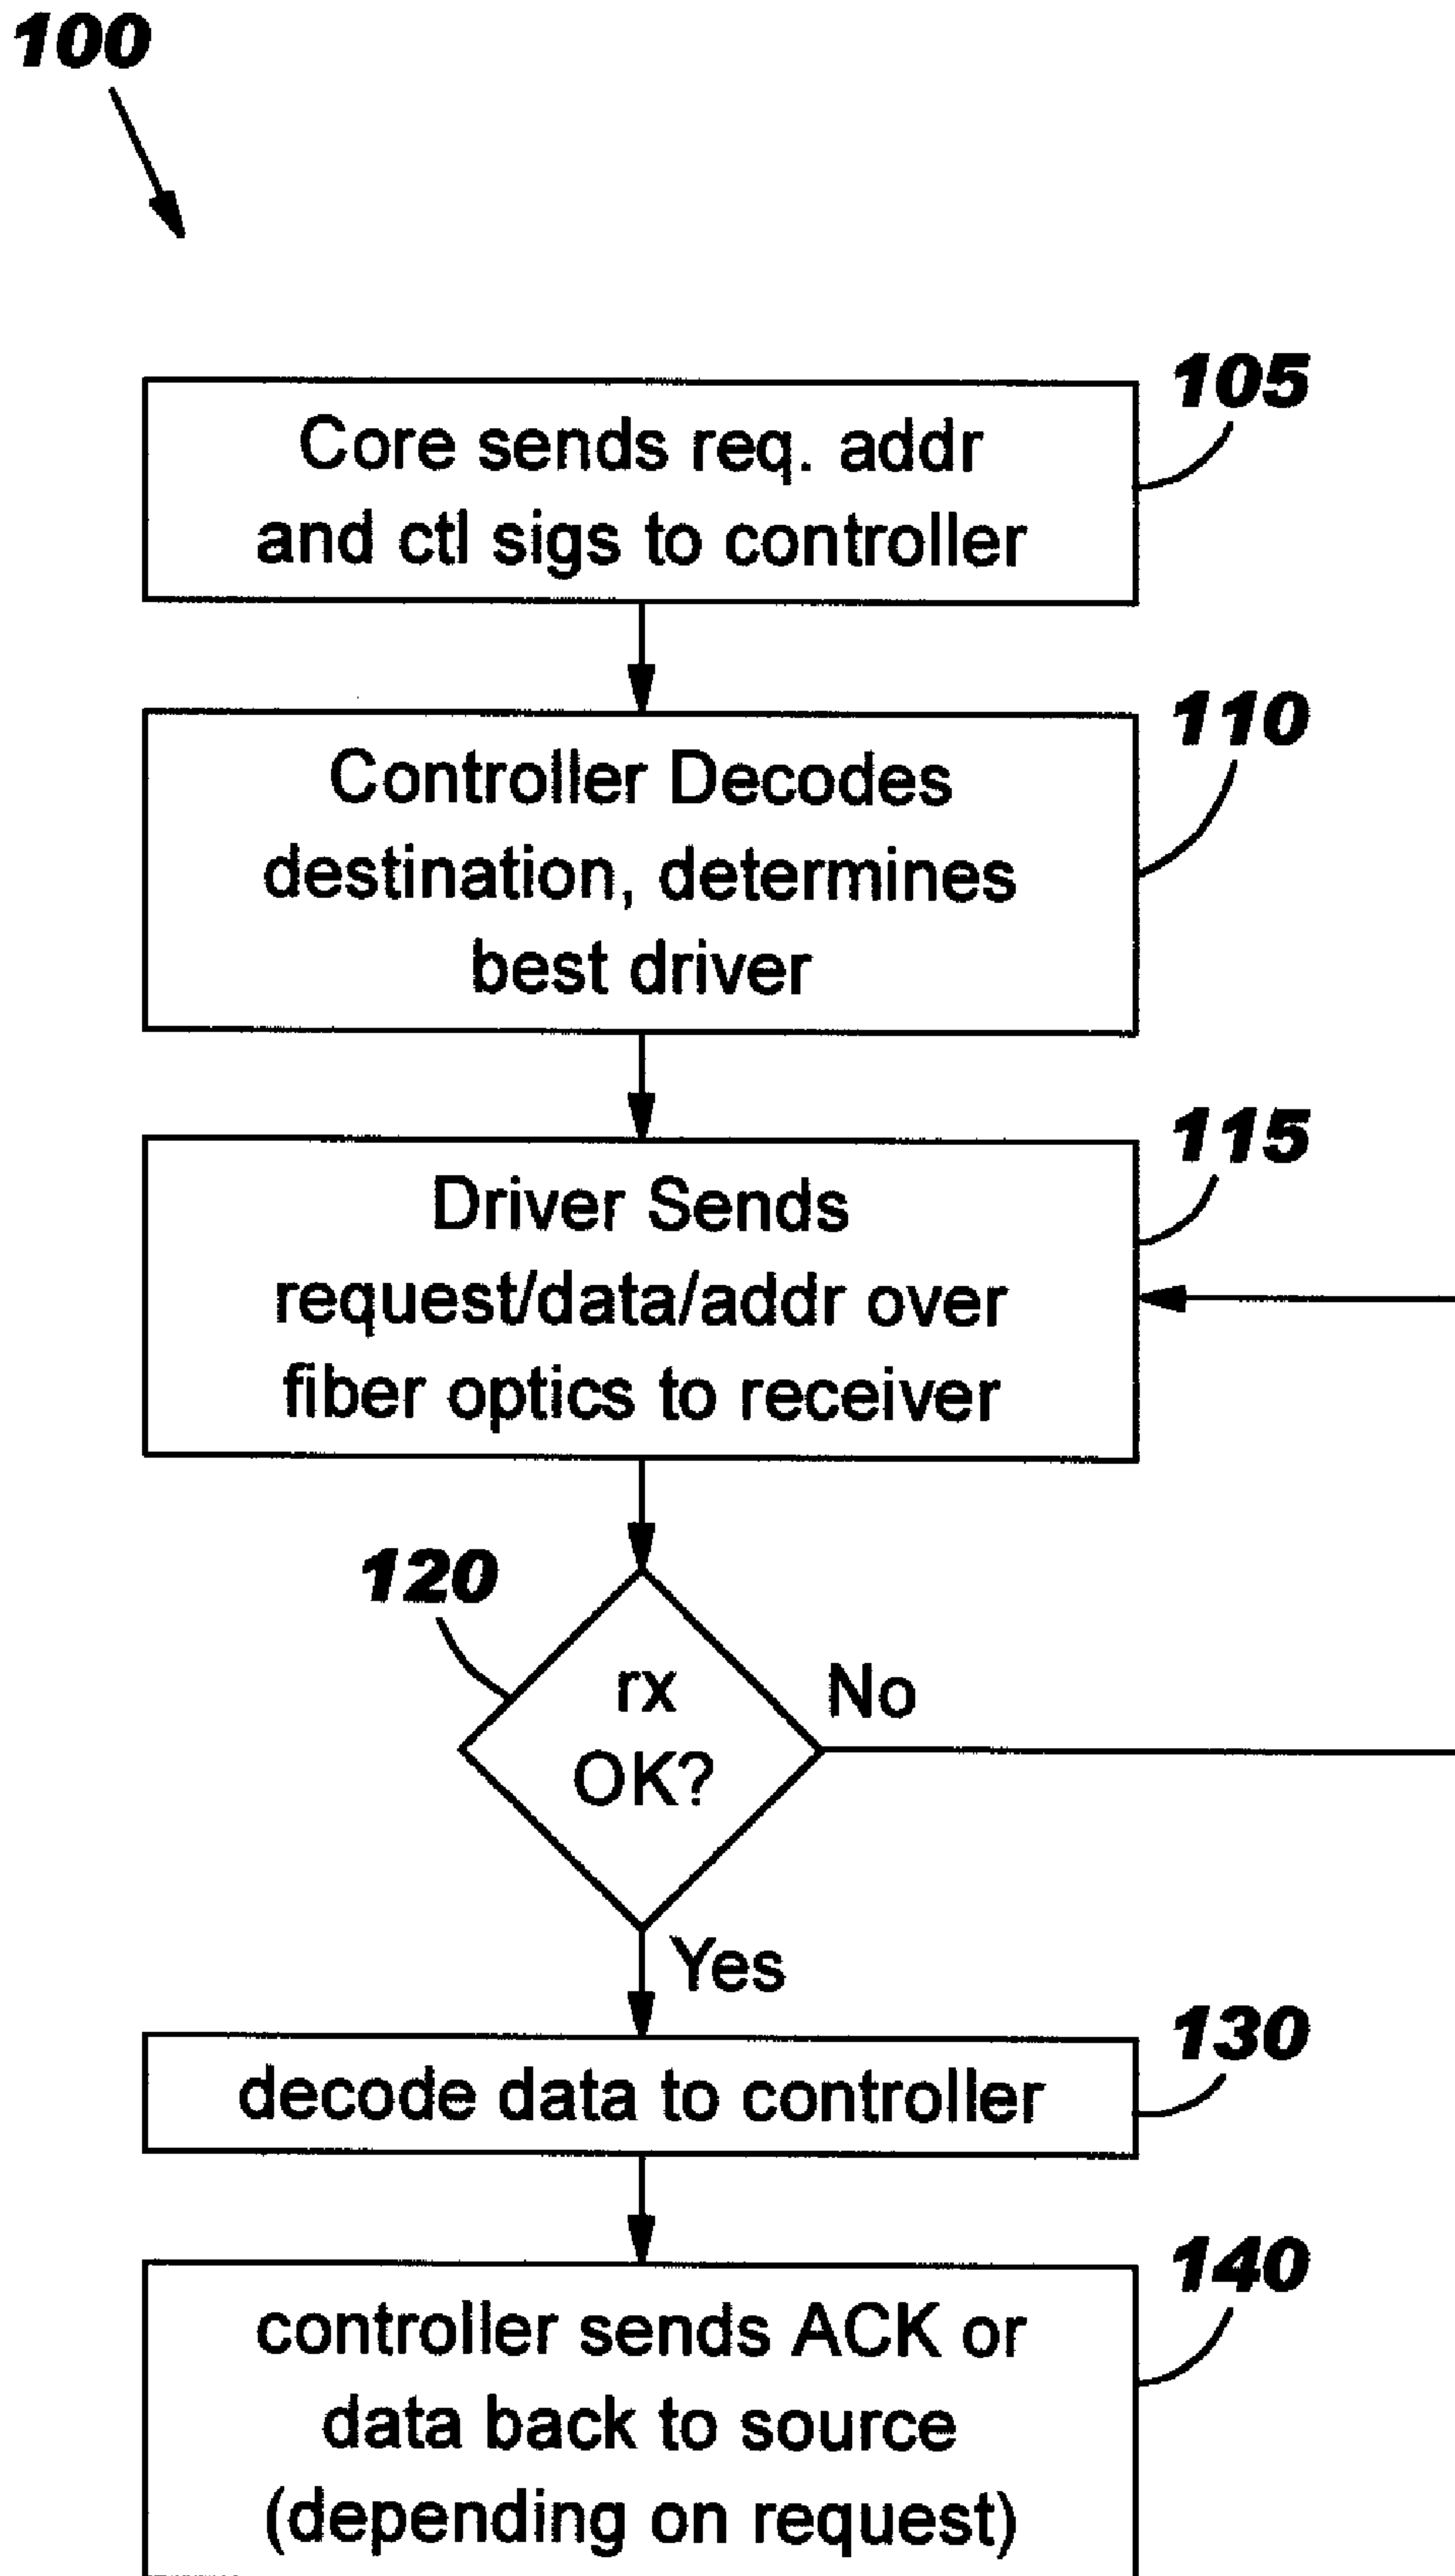 100
105
Core sends req. addr
and ctl sigs to controller
110
Controller Decodes
destination, determines
best driver
115
Driver Sends
request/data/addr over
fiber optics to receiver
120
rx
OK?
No
Yes
130
decode data to controller
140
controller sends ACK or
data back to source
(depending on request)